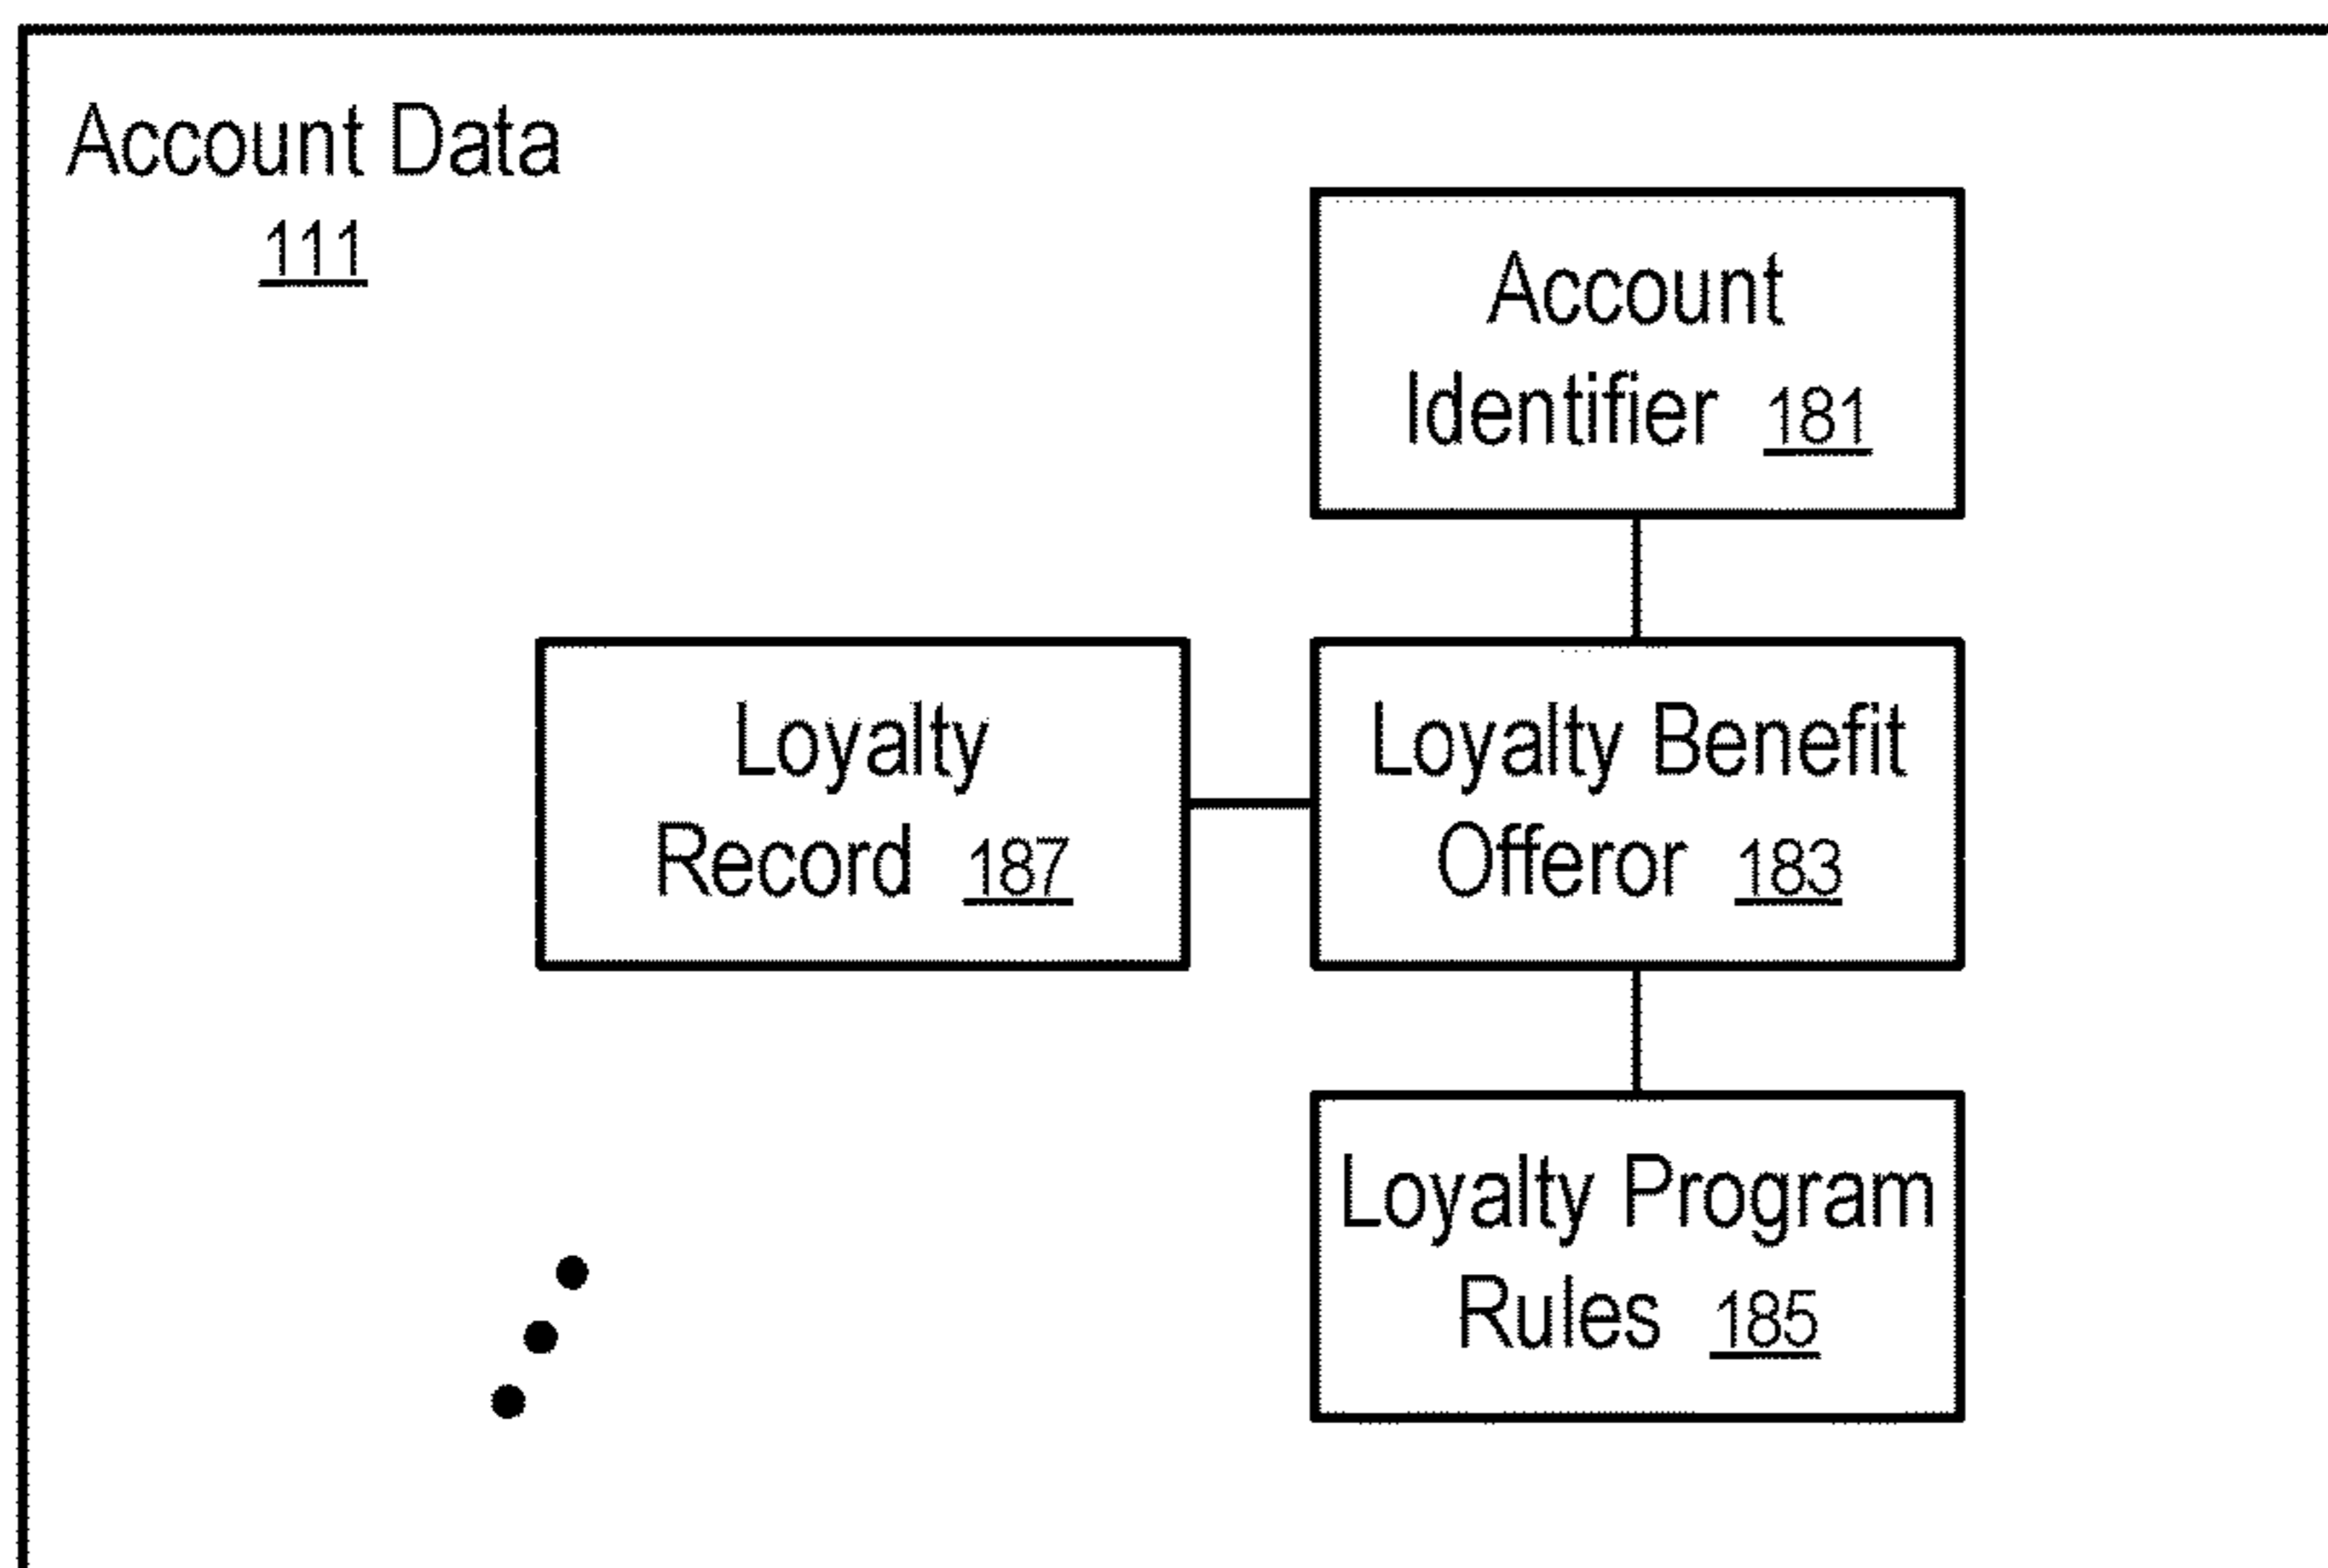 Account Data
111
Account
Identifier 181
Loyalty
Record 187
Loyalty Benefit
Offeror 183
Loyalty Program
Rules 185